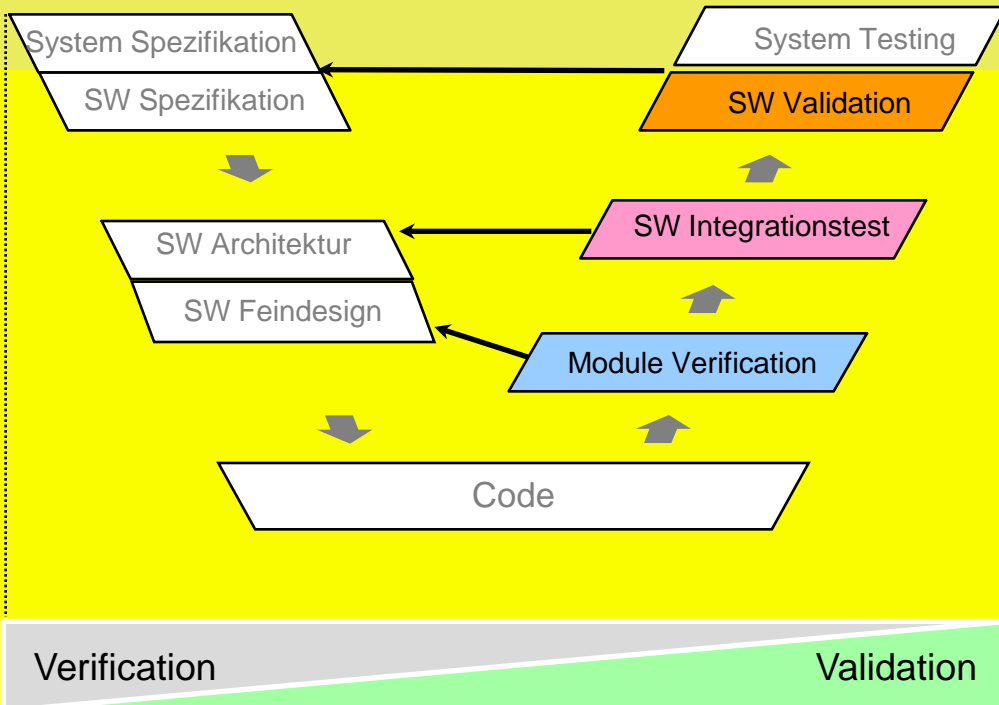 System Spezifikation
SW Spezifikation
System Testing
SW Validation
SW Architektur
SW Feindesign
SW Integrationstest
Module Verification
Code
Verification
Validation